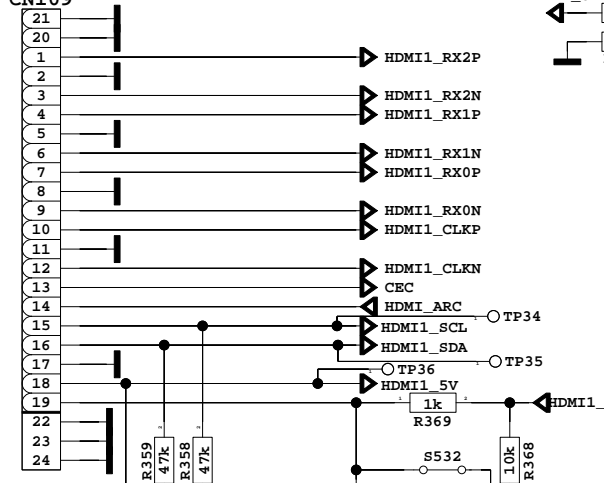 CN109
21
20
1 HDMI1_RX2P
2
3 HDMI1_RX2N
4 HDMI1_RX1P
5
6 HDMI1_RX1N
7 HDMI1_RX0P
8
9 HDMI1_RX0N
10 HDMI1_CLKP
11
12 HDMI1_CLKN
13 CEC
14 HDMI_ARC
15 HDMI1_SCL
TP34
16 HDMI1_SDA
TP35
17
TP36
18 HDMI1_5V
19 1k HDMI1_
R369
22
23
24
R359 47k
R358 47k
S532
10k R368